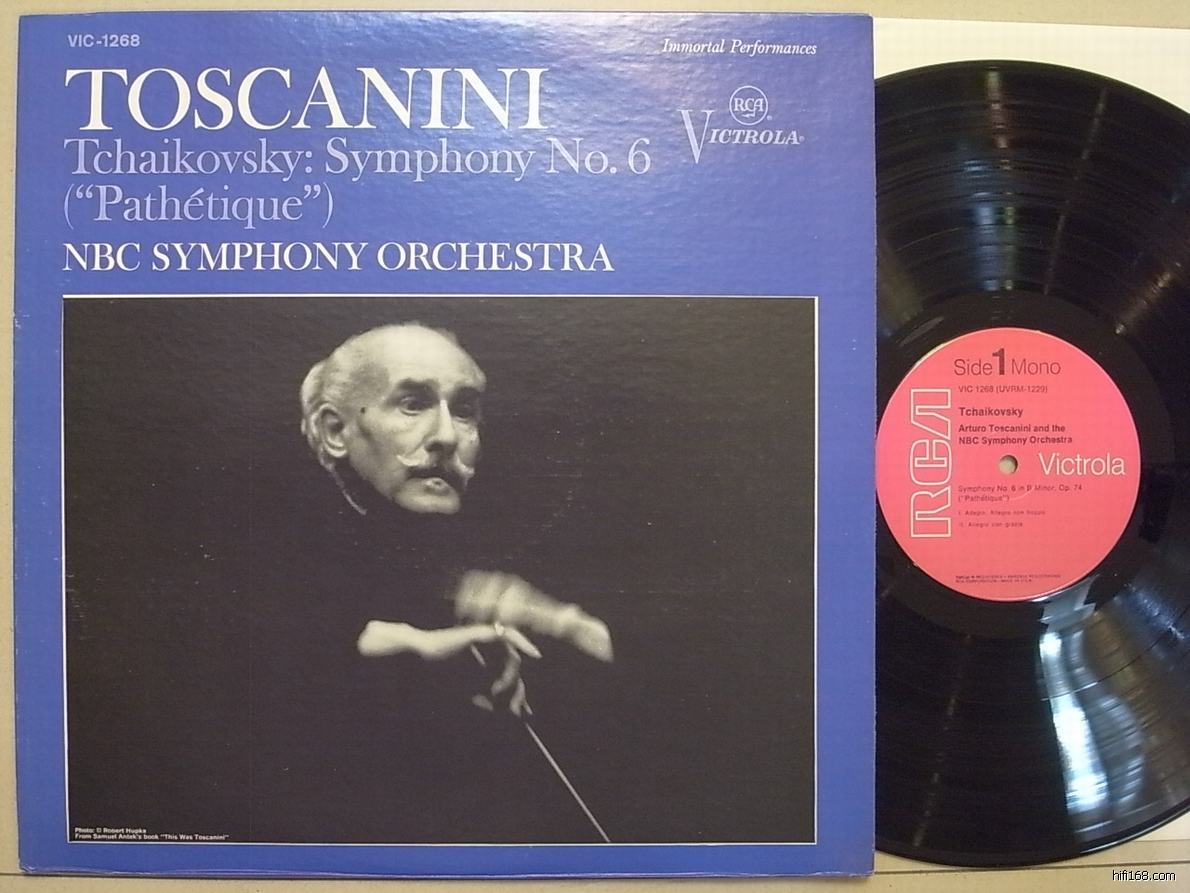 VIC-1268
Immortal Performances
TOSCANINI
RCA
VICTROLA®
Tchaikovsky: Symphony No. 6
(“Pathétique”)
NBC SYMPHONY ORCHESTRA
Photo: © Robert Hupka
From Samuel Antek's book "This Was Toscanini"
Side 1 Mono
VIC 1268 (UVRM-1229)
Tchaikovsky
Arturo Toscanini and the
NBC Symphony Orchestra
RCA
Victrola
Symphony No. 6 in B Minor, Op. 74
("Pathétique")
I. Adagio; Allegro non troppo
II. Allegro con grazia
hifi168.com